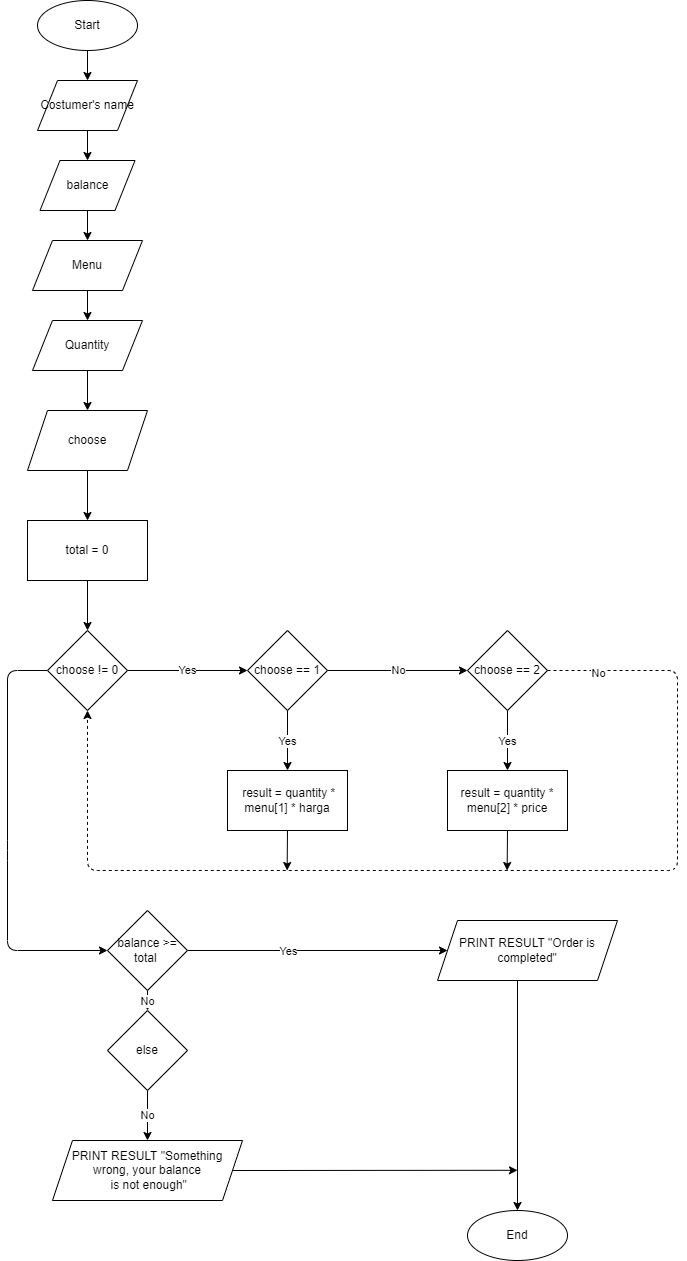 Start
Costumer's name
balance
Menu
Quantity
choose
total = 0
choose != 0
Yes
choose == 1
No
choose == 2
No
Yes
Yes
result = quantity *
menu[1] * harga
result = quantity *
menu[2] * price
balance >=
total
Yes
PRINT RESULT "Order is
completed"
No
else
No
PRINT RESULT "Something
wrong, your balance
is not enough"
End